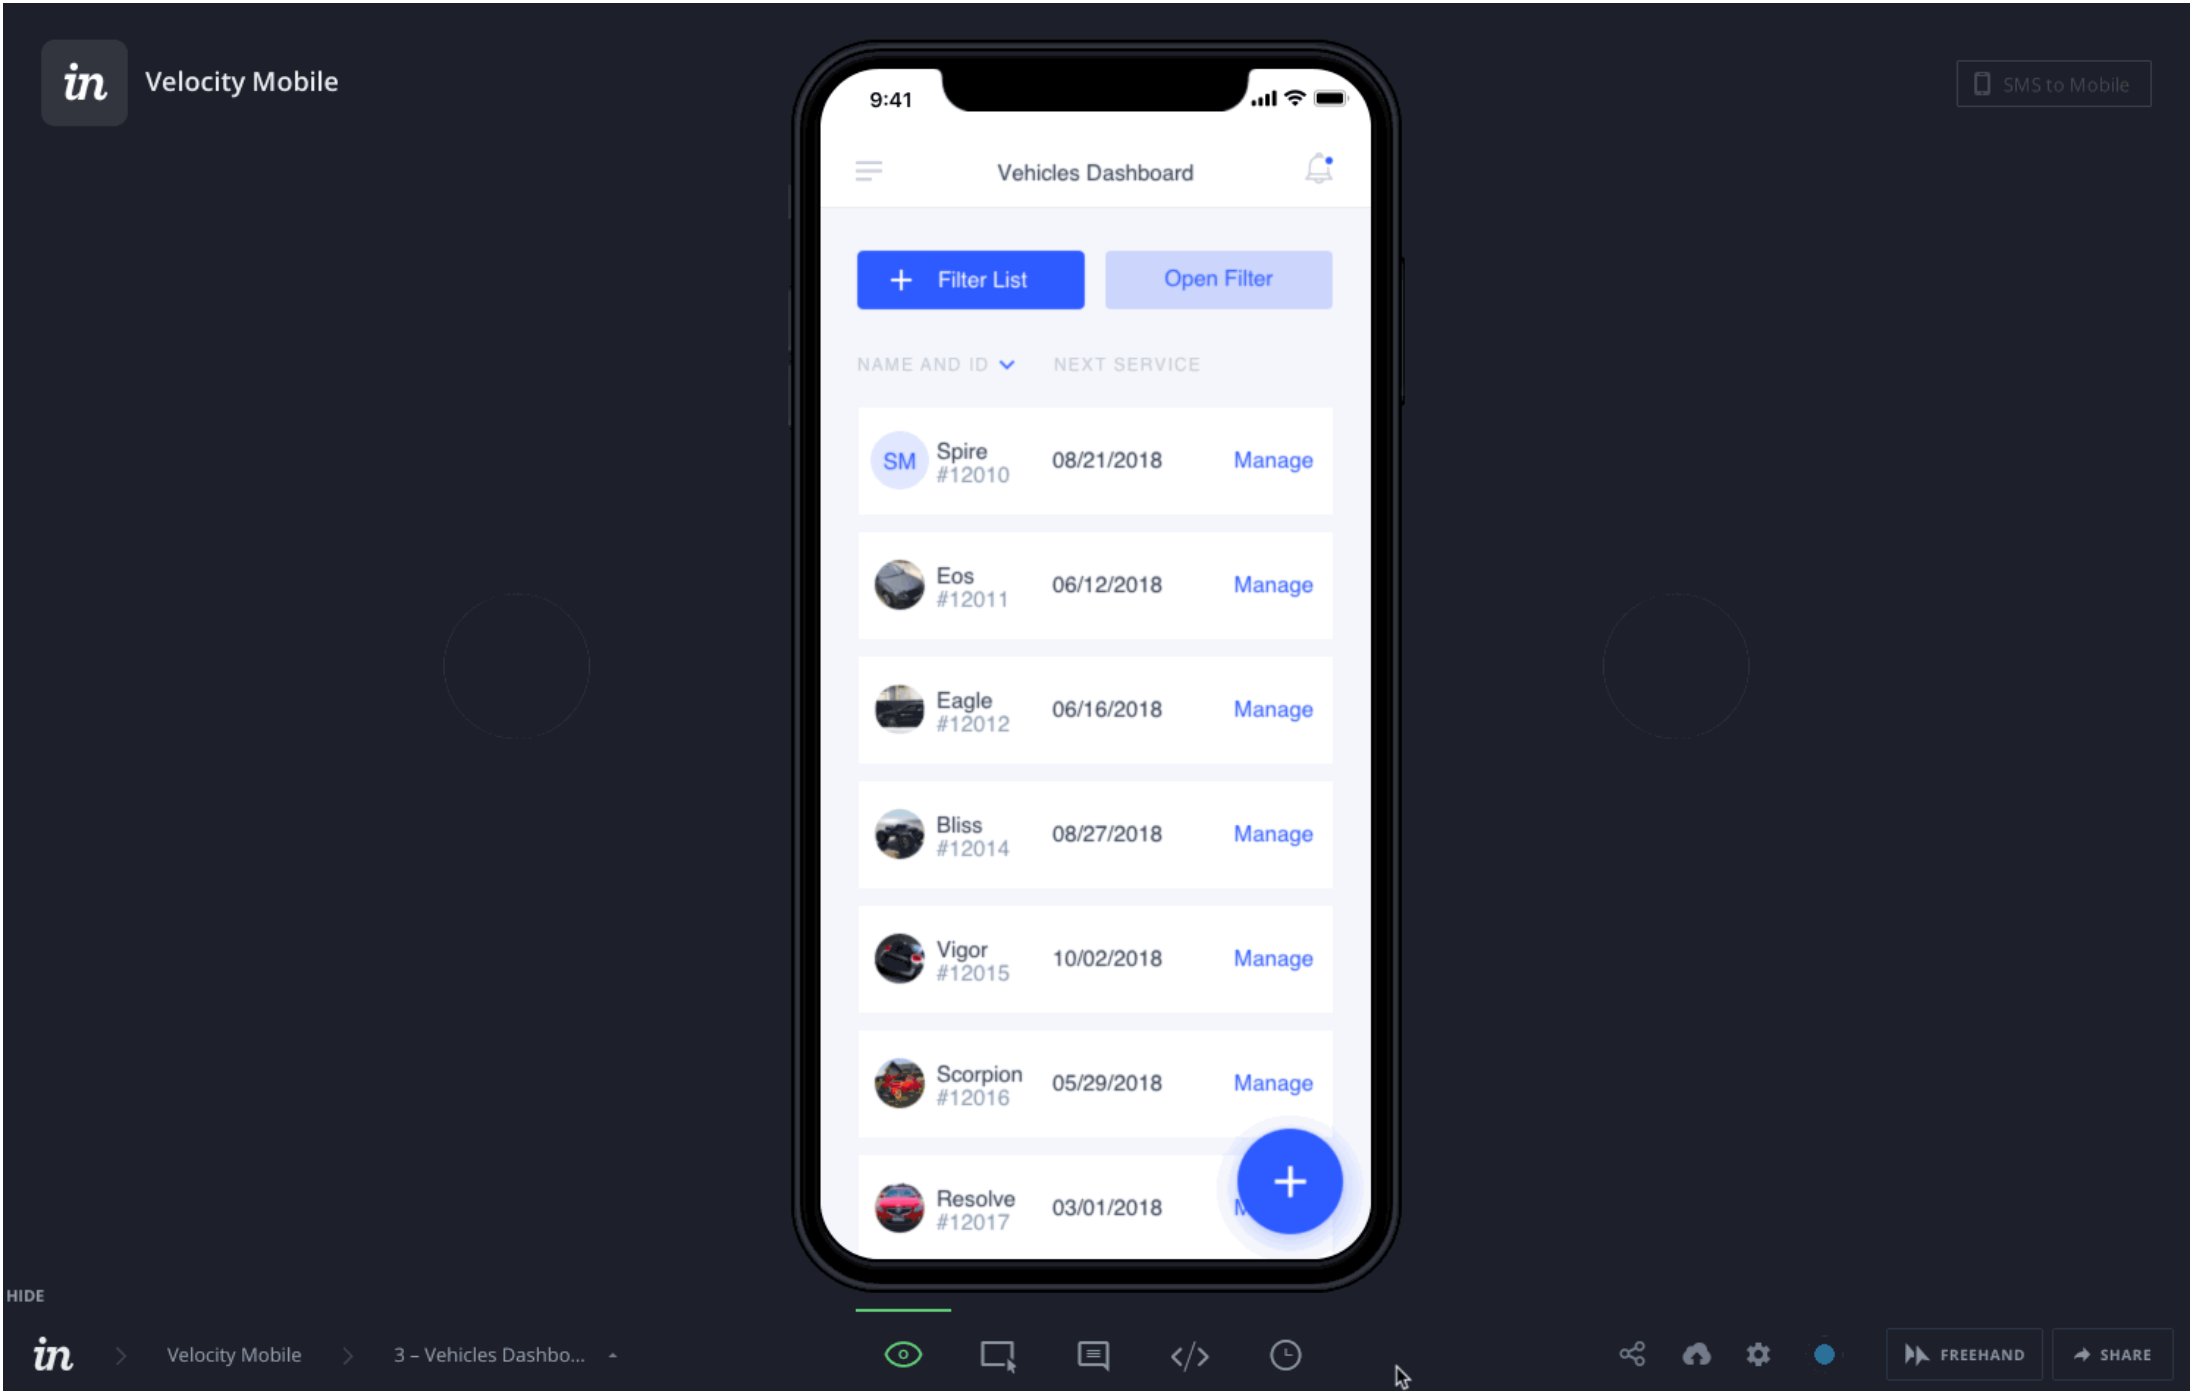 in Velocity Mobile
SMS to Mobile
9:41
Vehicles Dashboard
+ Filter List
Open Filter
NAME AND ID
NEXT SERVICE
SM
Spire
#12010
08/21/2018
Manage
Eos
#12011
06/12/2018
Manage
Eagle
#12012
06/16/2018
Manage
Bliss
#12014
08/27/2018
Manage
Vigor
#12015
10/02/2018
Manage
Scorpion
#12016
05/29/2018
Manage
Resolve
#12017
03/01/2018
+
HIDE
in
Velocity Mobile
3 – Vehicles Dashbo...
</>
FREEHAND
SHARE